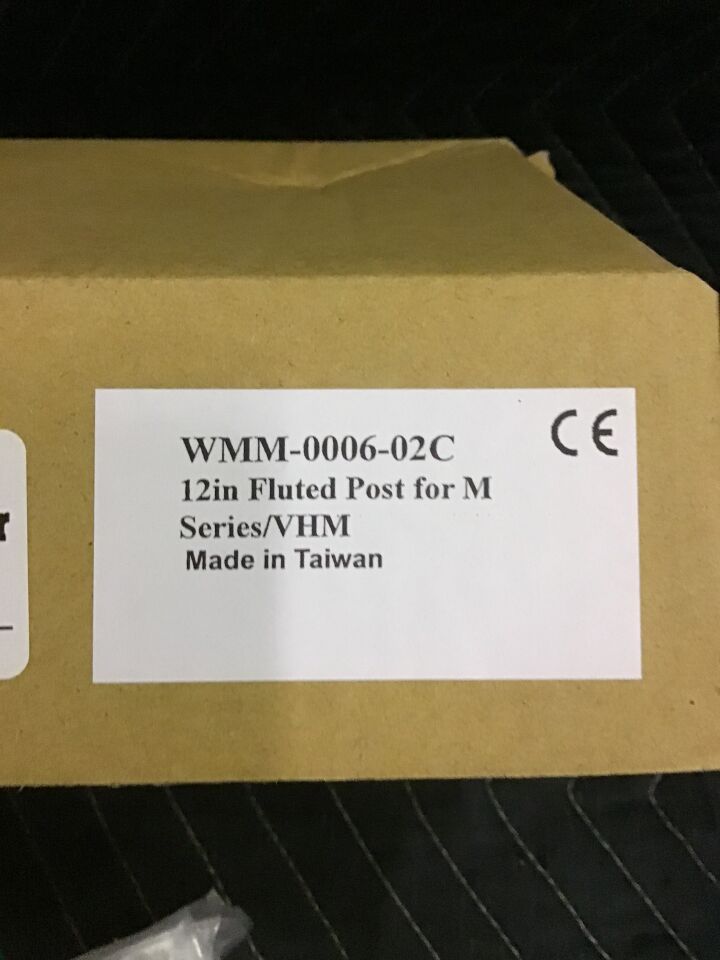 WMM-0006-02C
CE
12in Fluted Post for M
Series/VHM
Made in Taiwan
r